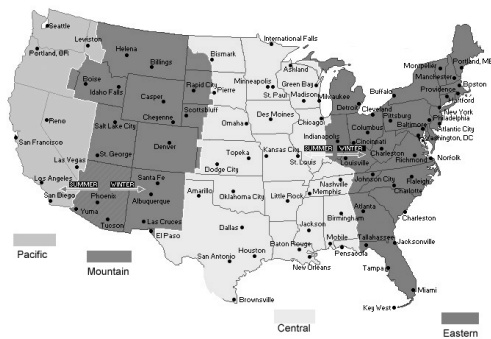 Seattle
Portland, OR
Lewiston
Helena
Billings
Boise
Idaho Falls
Casper
Cheyenne
Scottsbluff
Rapid City
Pierre
Bismark
International Falls
Ashland
Green Bay
Minneapolis
St. Paul
Madison
Milwaukee
Des Moines
Chicago
Omaha
Reno
San Francisco
Salt Lake City
Denver
St. George
Las Vegas
Los Angeles
San Diego
SUMMER WINTER
Santa Fe
Albuquerque
Phoenix
Yuma
Tucson
Las Cruces
El Paso
Topeka
Kansas City
St. Louis
Dodge City
Amarillo
Oklahoma City
Little Rock
Dallas
San Antonio
Houston
Brownsville
Baton Rouge
New Orleans
Jackson
Mobile
Pensacola
Birmingham
Nashville
Memphis
Indianapolis
SUMMER WINTER
Louisville
Cincinnati
Columbus
Cleveland
Detroit
Buffalo
Pittsburg
Baltimore
Charleston
Richmond
Norfolk
Johnson City
Raleigh
Charlotte
Atlanta
Charleston
Tallahassee
Jacksonville
Tampa
Miami
Key West
Montpelier
Portland, ME
Manchester
Boston
Providence
Hartford
New York
Philadelphia
Atlantic City
Washington, DC
Pacific
Mountain
Central
Eastern